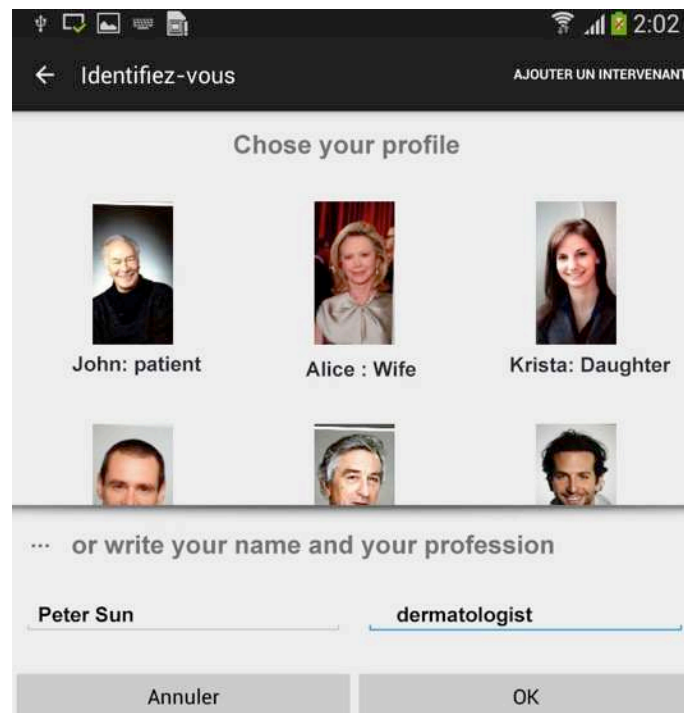 2:02
Identifiez-vous AJOUTER UN INTERVENANT
Chose your profile
John: patient Alice : Wife Krista: Daughter
... or write your name and your profession
Peter Sun dermatologist
Annuler OK